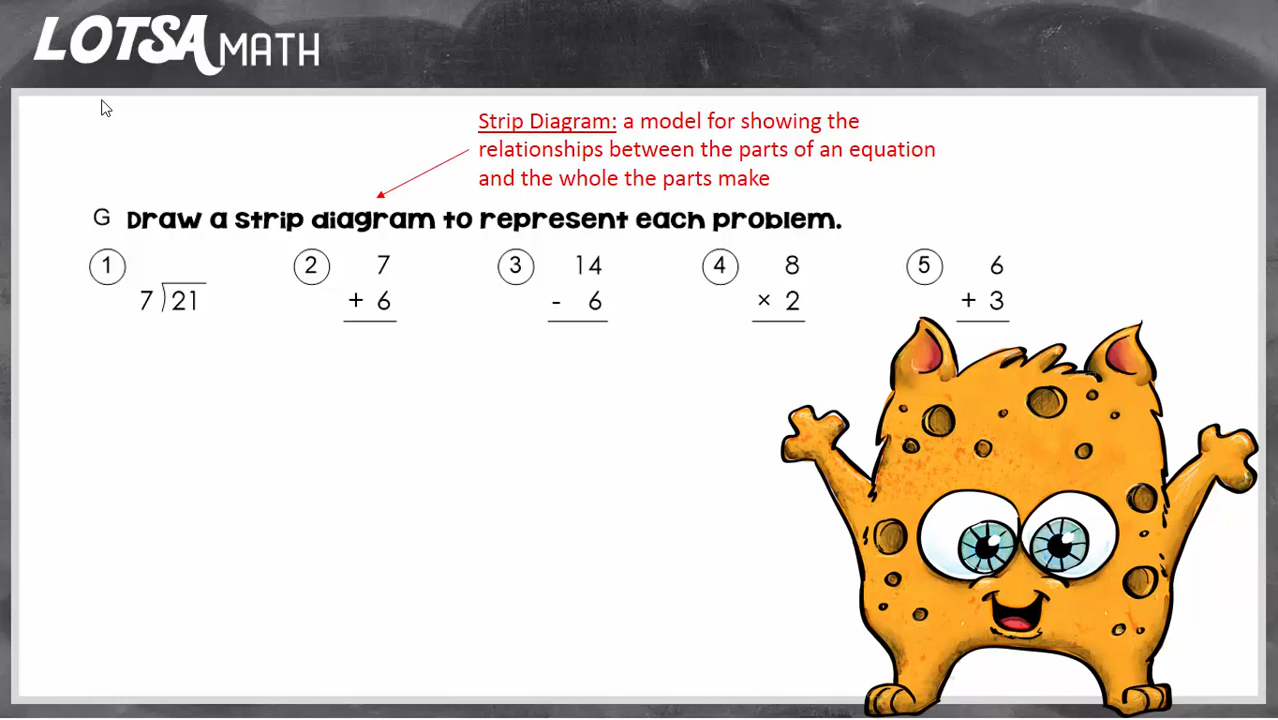 LOTSA MATH
Strip Diagram: a model for showing the
relationships between the parts of an equation
and the whole the parts make
G Draw a strip diagram to represent each problem.
1 2 7 3 14 4 8 5 6
7)21 + 6 - 6 × 2 + 3